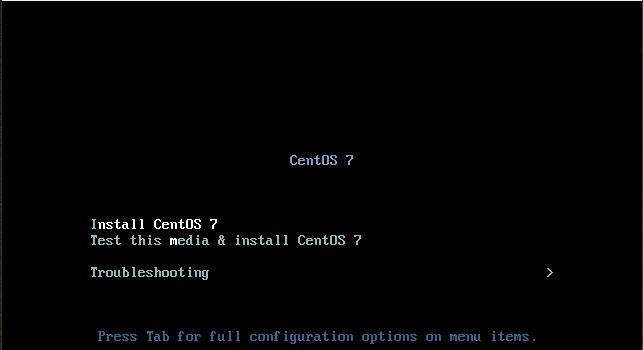 CentOS 7
Install CentOS 7
Test this media & install CentOS 7
Troubleshooting >
Press Tab for full configuration options on menu items.